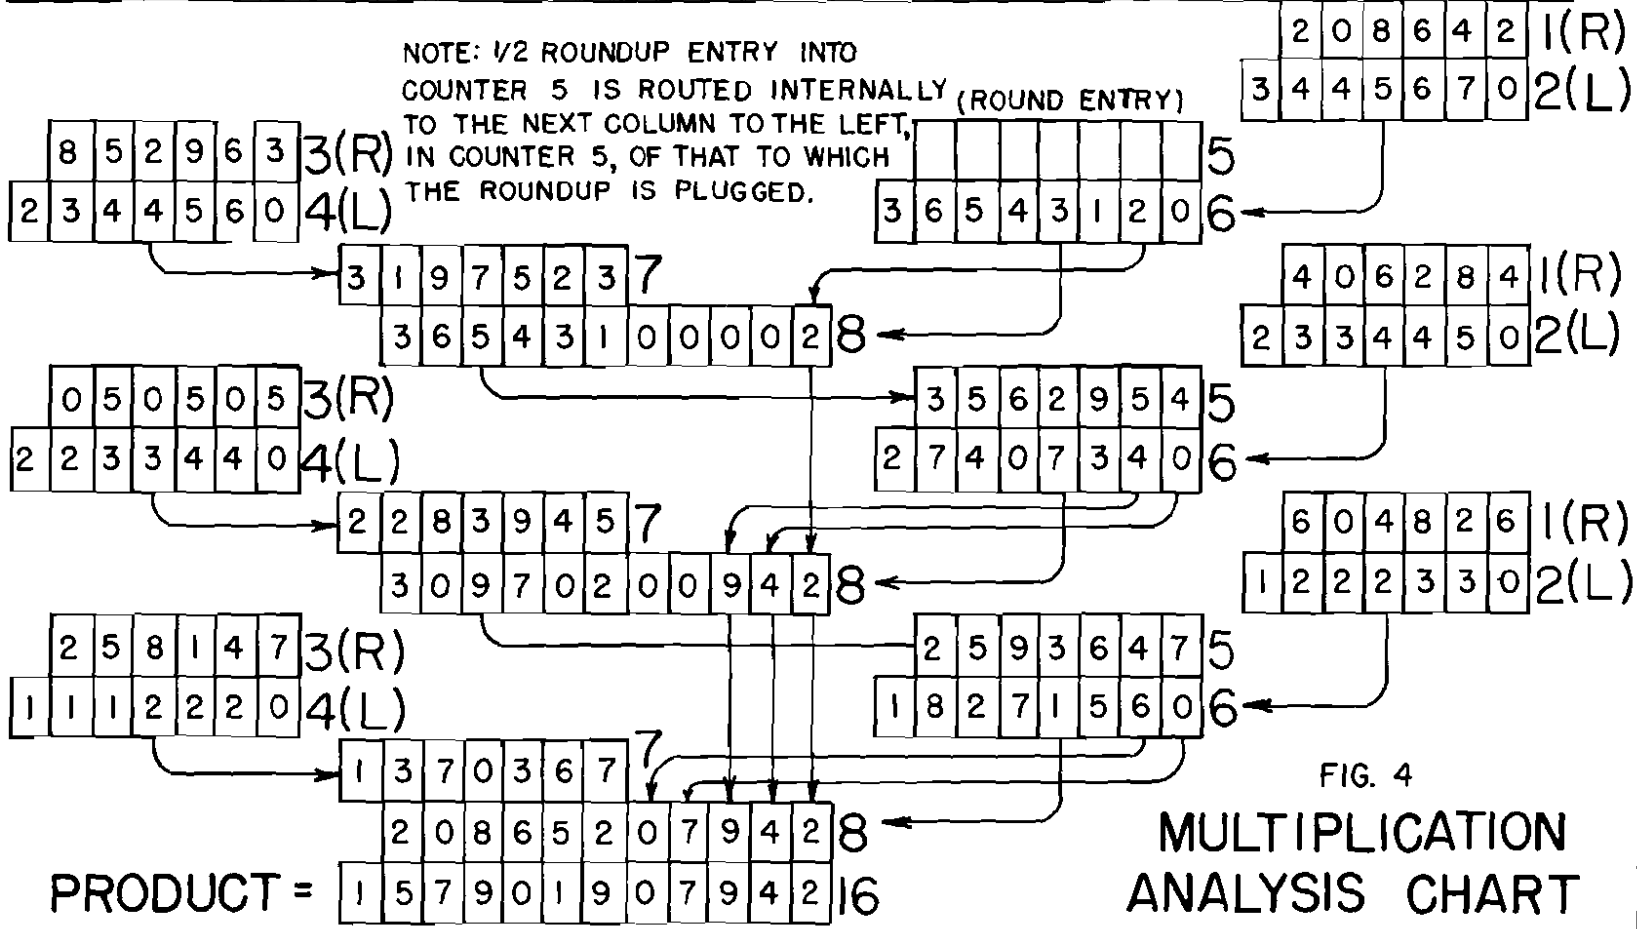 2 0 8 6 4 2 1(R)
NOTE: 1/2 ROUNDUP ENTRY INTO
COUNTER 5 IS ROUTED INTERNALLY
TO THE NEXT COLUMN TO THE LEFT,
IN COUNTER 5, OF THAT TO WHICH
THE ROUNDUP IS PLUGGED.
(ROUND ENTRY)
3 4 4 5 6 7 0 2(L)
8 5 2 9 6 3 3(R)
5
2 3 4 4 5 6 0 4(L)
3 6 5 4 3 1 2 0 6
3 1 9 7 5 2 3 7
4 0 6 2 8 4 1(R)
3 6 5 4 3 1 0 0 0 0 2 8
2 3 3 4 4 5 0 2(L)
0 5 0 5 0 5 3(R)
3 5 6 2 9 5 4 5
2 2 3 3 4 4 0 4(L)
2 7 4 0 7 3 4 0 6
2 2 8 3 9 4 5 7
6 0 4 8 2 6 1(R)
3 0 9 7 0 2 0 0 9 4 2 8
1 2 2 2 3 3 0 2(L)
2 5 8 1 4 7 3(R)
2 5 9 3 6 4 7 5
1 1 1 2 2 2 0 4(L)
1 8 2 7 1 5 6 0 6
1 3 7 0 3 6 7 7
2 0 8 6 5 2 0 7 9 4 2 8
PRODUCT = 1 5 7 9 0 1 9 0 7 9 4 2 16
FIG. 4
MULTIPLICATION
ANALYSIS CHART